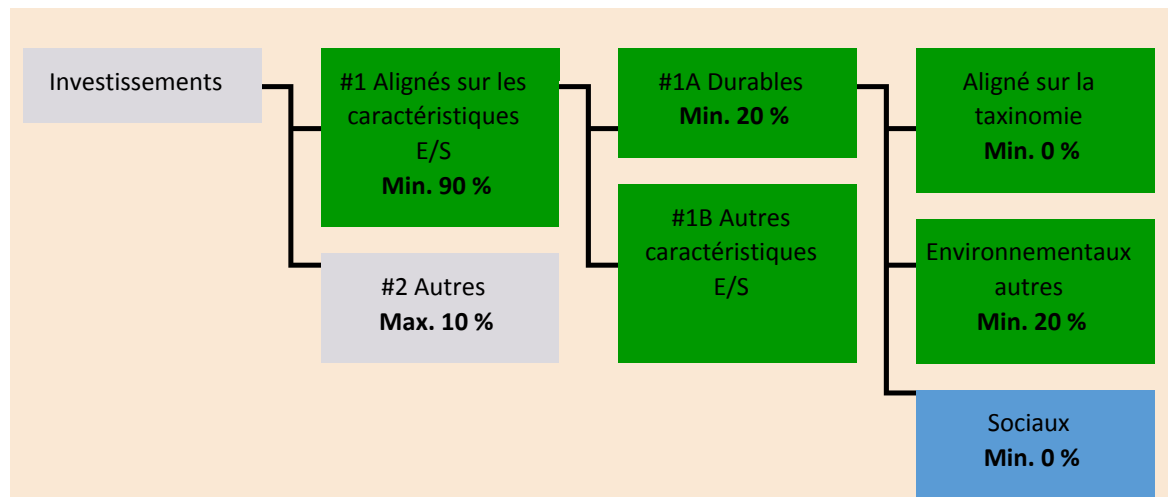 Investissements
#1 Alignés sur les
caractéristiques
E/S
Min. 90 %
#2 Autres
Max. 10 %
#1A Durables
Min. 20 %
#1B Autres
caractéristiques
E/S
Aligné sur la
taxinomie
Min. 0 %
Environnementaux
autres
Min. 20 %
Sociaux
Min. 0 %